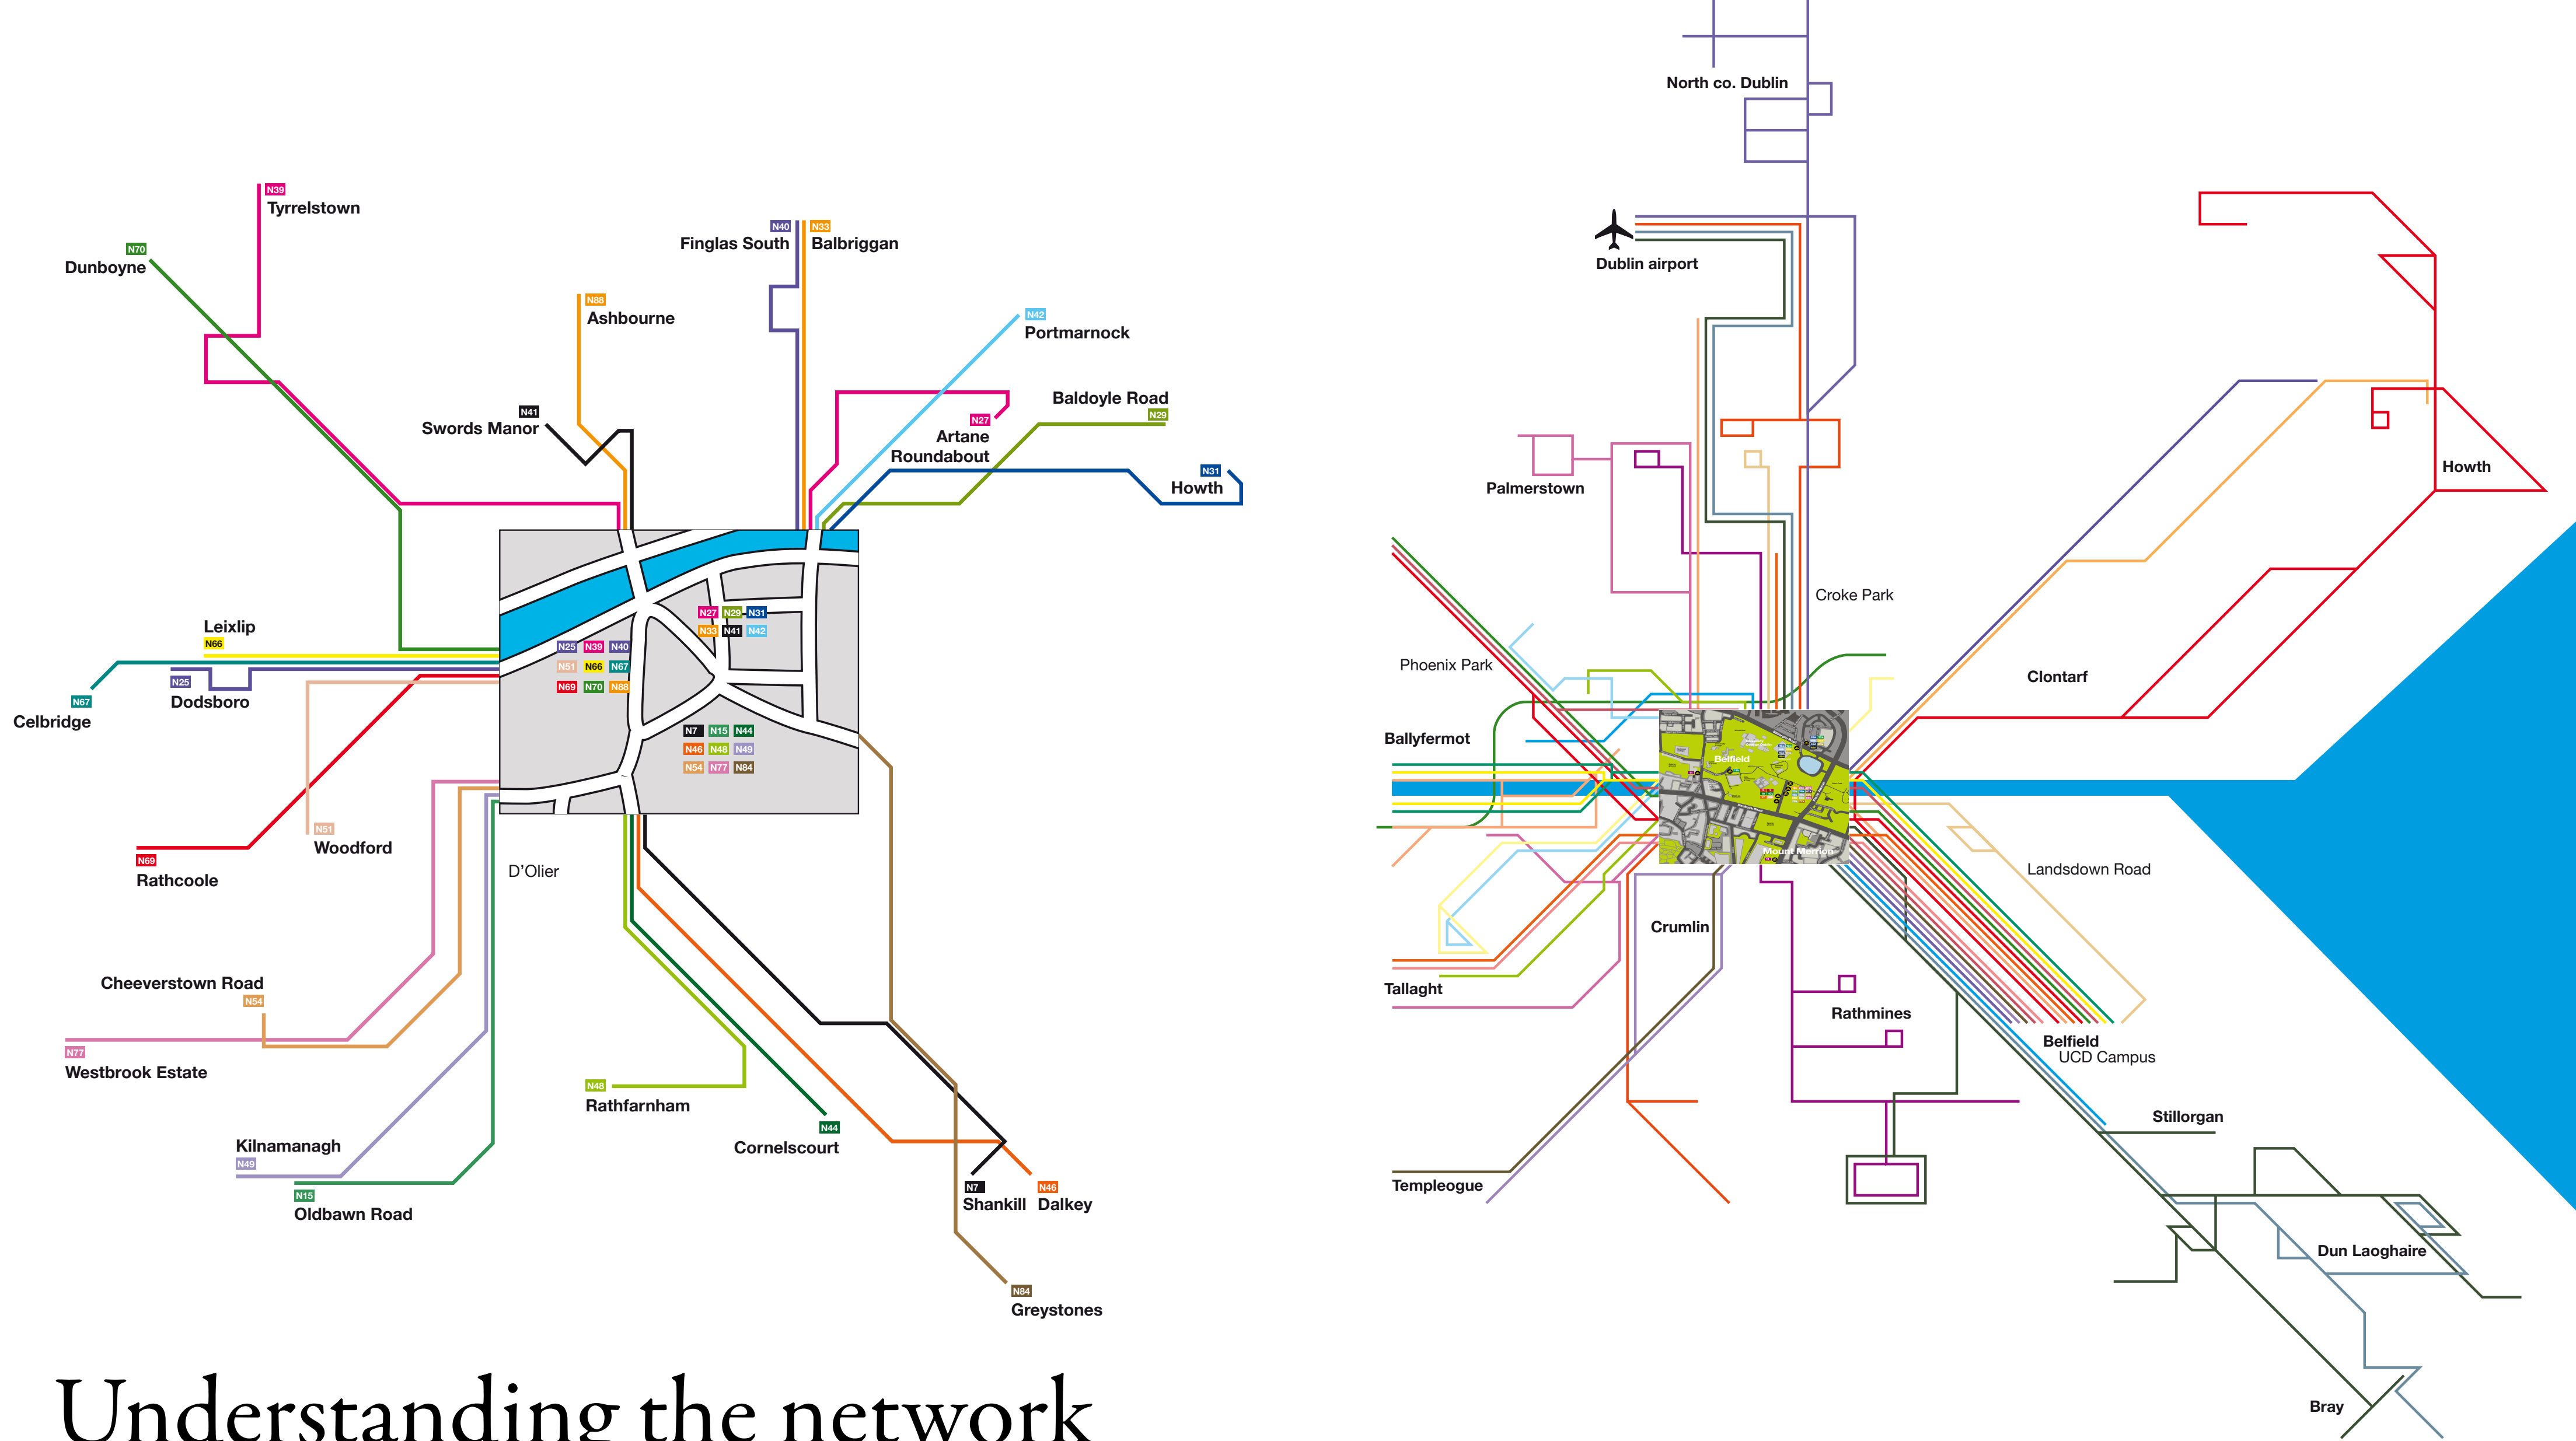 N39
Tyrrelstown
N70
Dunboyne
N40
Finglas South
N33
Balbriggan
N88
Ashbourne
N42
Portmarnock
N41
Swords Manor
Baldoyle Road
N29
N27
Artane
Roundabout
N31
Howth
Leixlip
N66
N25
Dodsboro
N67
Celbridge
N27 N29 N31
N33 N41 N42
N25 N39 N40
N51 N66 N67
N69 N70 N88
N7 N15 N44
N46 N48 N49
N54 N77 N84
N51
Woodford
N69
Rathcoole
D’Olier
Cheeverstown Road
N54
N77
Westbrook Estate
N48
Rathfarnham
N44
Cornelscourt
Kilnamanagh
N49
N15
Oldbawn Road
N7
Shankill
N46
Dalkey
N84
Greystones
Understanding the network
North co. Dublin
Dublin airport
Palmerstown
Howth
Croke Park
Phoenix Park
Clontarf
Ballyfermot
Belfield
Mount Merrion
Landsdown Road
Crumlin
Tallaght
Rathmines
Belfield
UCD Campus
Stillorgan
Templeogue
Dun Laoghaire
Bray